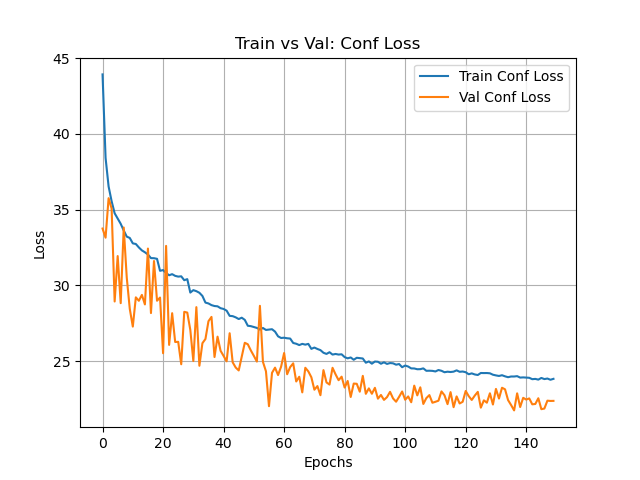 Train vs Val: Conf Loss
Train Conf Loss
Val Conf Loss
45
40
35
30
25
Loss
0 20 40 60 80 100 120 140
Epochs